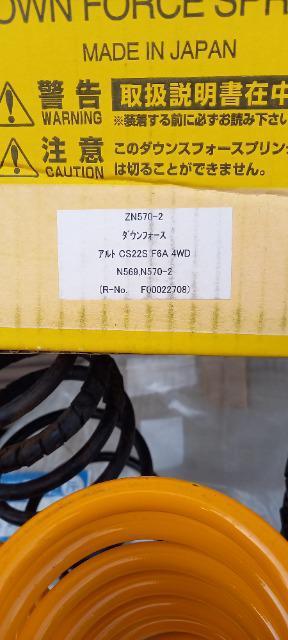 OWN FORCE SPR
MADE IN JAPAN
警告 取扱説明書在中
WARNING ※装着する前に必ずお読み下さい
注意 このダウンスフォースプリン
CAUTION は切ることができません。
ZN570-2
ダウンフォース
アルト CS22S F6A 4WD
N569,N570-2
(R-No. F00022708)